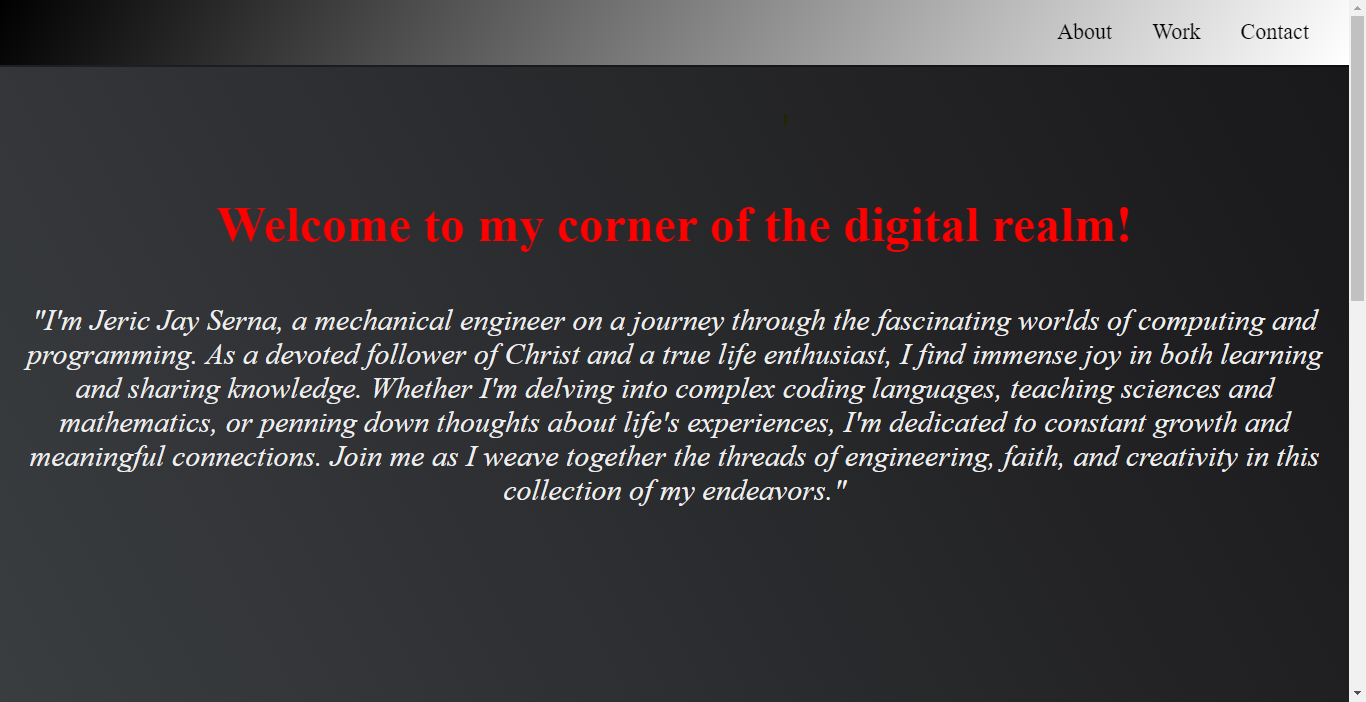 About Work Contact
Welcome to my corner of the digital realm!
"I'm Jeric Jay Serna, a mechanical engineer on a journey through the fascinating worlds of computing and
programming. As a devoted follower of Christ and a true life enthusiast, I find immense joy in both learning
and sharing knowledge. Whether I'm delving into complex coding languages, teaching sciences and
mathematics, or penning down thoughts about life's experiences, I'm dedicated to constant growth and
meaningful connections. Join me as I weave together the threads of engineering, faith, and creativity in this
collection of my endeavors."